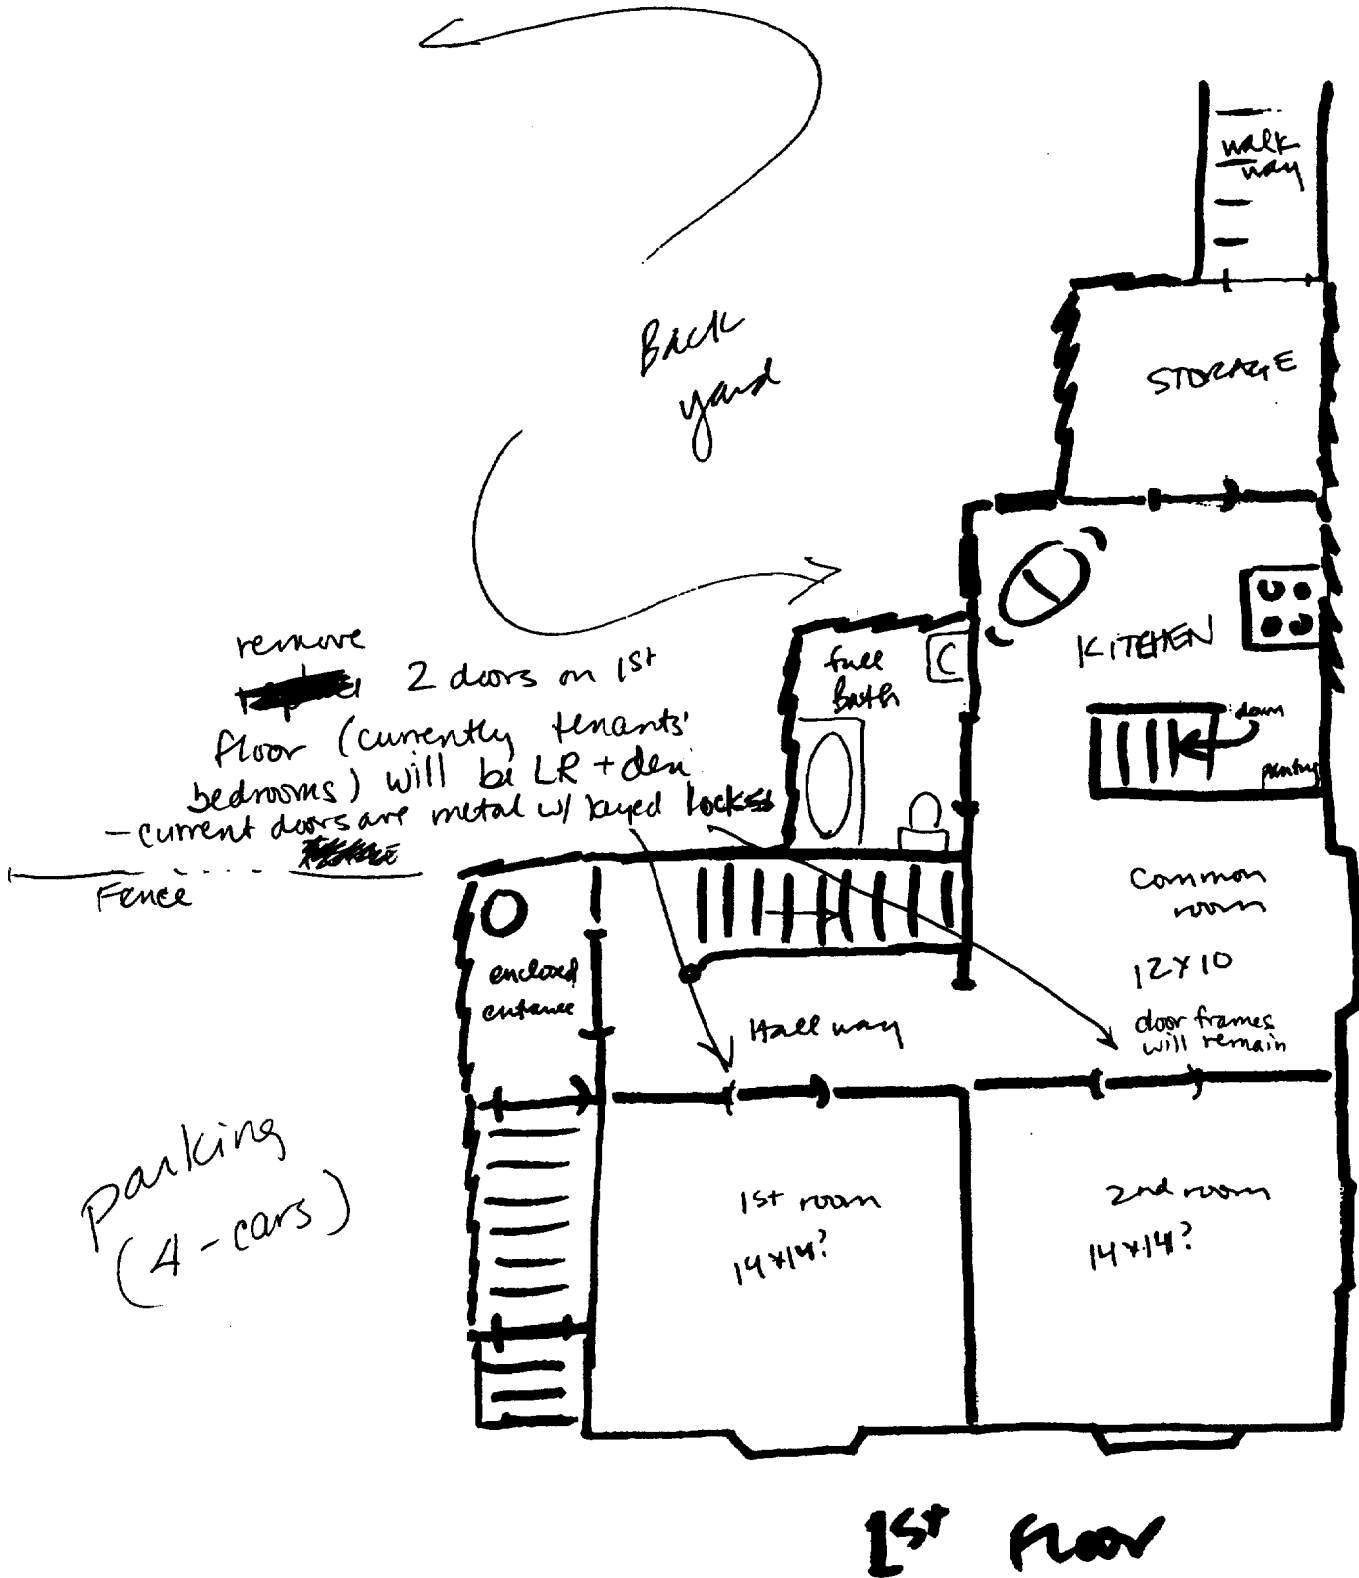 walk
way
STORAGE
Back
yard
KITCHEN
full
Bath
down
pantry
remove
2 doors on 1st
floor (currently tenants'
bedrooms) will be LR + den
- current doors are metal w/ keyed locks
Fence
enclosed
entrance
Common
room
12x10
door frames
will remain
Hallway
parking
(4-cars)
1st room
14x14?
2nd room
14x14?
1st Floor